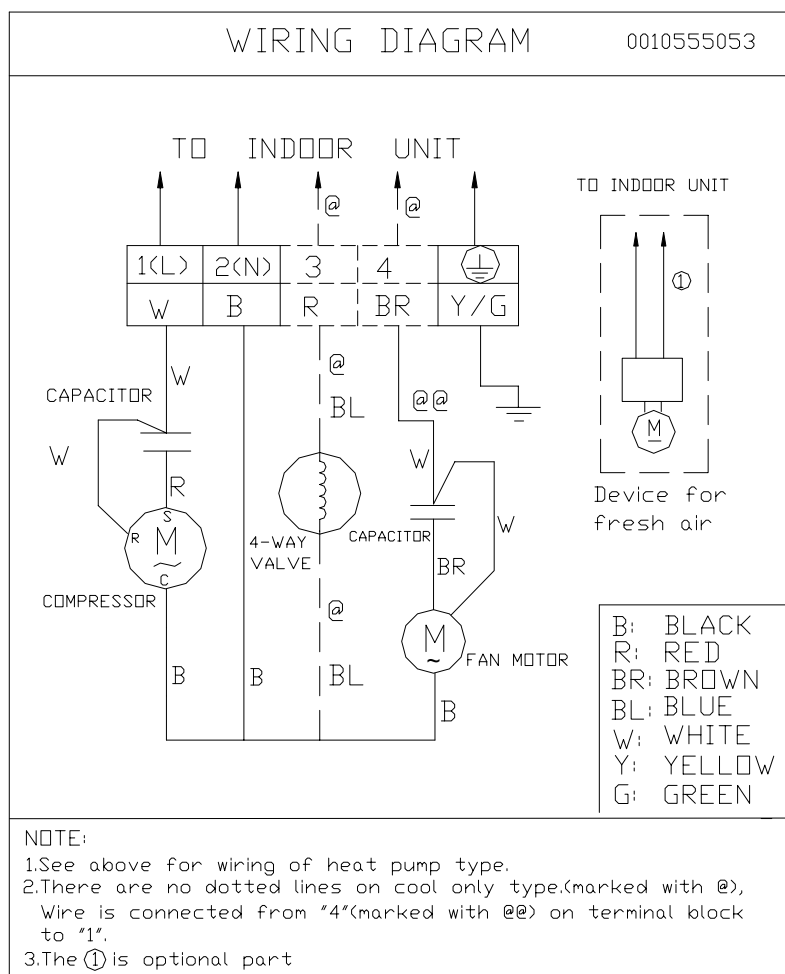 WIRING DIAGRAM 0010555053
TO INDOOR UNIT
TO INDOOR UNIT
@ @
1(L) 2(N) 3 4
W B R BR Y/G
①
W
@
@@
CAPACITOR
BL
W
W
R
CAPACITOR
W
S
R
M
C
COMPRESSOR
4-WAY
VALVE
BR
@
M
FAN MOTOR
B B BL B
M
Device for
fresh air
B: BLACK
R: RED
BR: BROWN
BL: BLUE
W: WHITE
Y: YELLOW
G: GREEN
NOTE:
1.See above for wiring of heat pump type.
2.There are no dotted lines on cool only type.(marked with @),
Wire is connected from "4"(marked with @@) on terminal block
to "1".
3.The ① is optional part